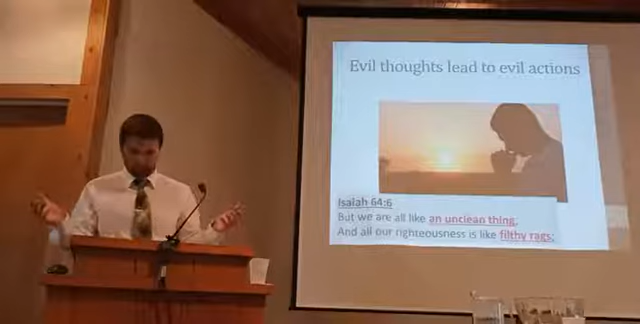 Evil thoughts lead to evil actions
Isaiah 64:6
But we are all like an unclean thing;
And all our righteousness is like filthy rags;